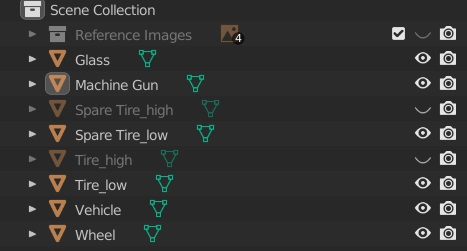 Scene Collection
Reference Images 4
Glass
Machine Gun
Spare Tire_high
Spare Tire_low
Tire_high
Tire_low
Vehicle
Wheel